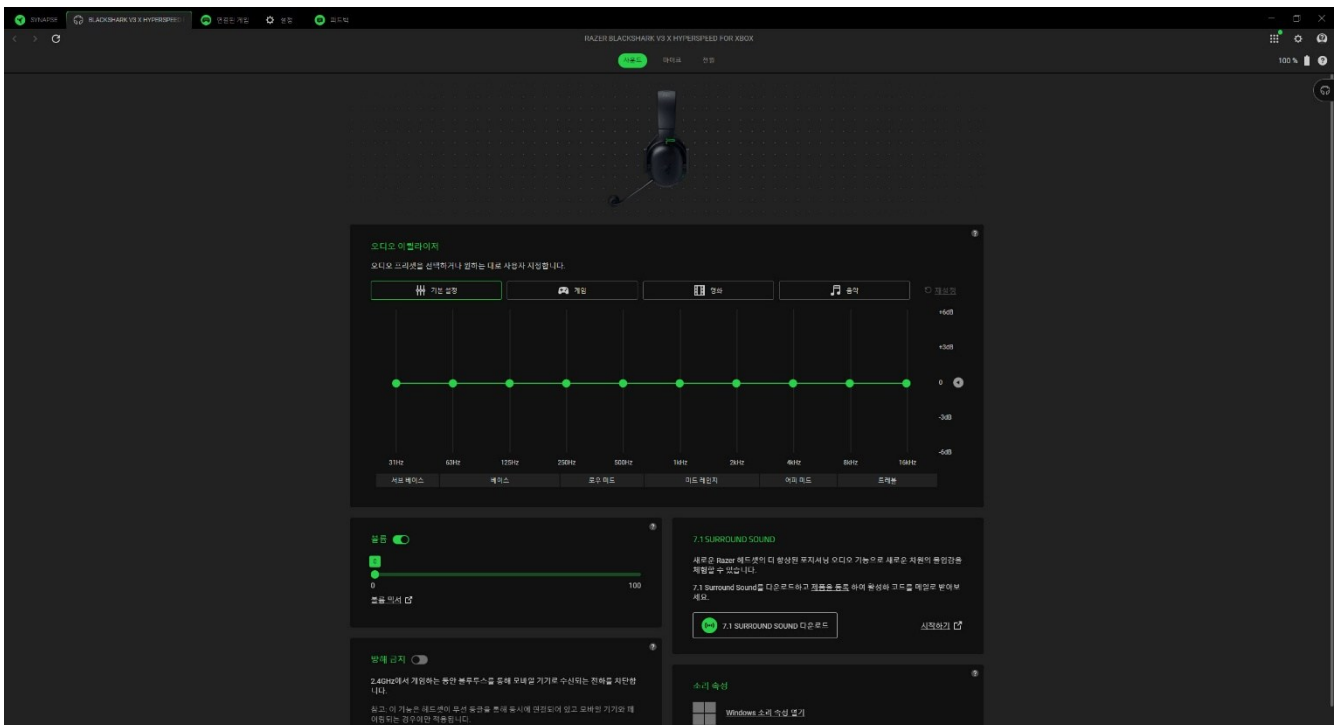 SYNAPSE
BLACKSHARK V3 X HYPERSPEED
연결된 게임
설정
피드백
RAZER BLACKSHARK V3 X HYPERSPEED FOR XBOX
사운드
마이크
전원
100 %
오디오 이퀄라이저
오디오 프리셋을 선택하거나 원하는 대로 사용자 지정합니다.
기본 설정
게임
영화
음악
재설정
+6dB
+3dB
0
-3dB
-6dB
31Hz 63Hz 125Hz 250Hz 500Hz 1kHz 2kHz 4kHz 8kHz 16kHz
서브 베이스 베이스 로우 미드 미드 레인지 어퍼 미드 트레블
볼륨
0 100
볼륨 믹서
7.1 SURROUND SOUND
새로운 Razer 헤드셋의 더 향상된 포지셔닝 오디오 기능으로 새로운 차원의 몰입감을
체험할 수 있습니다.
7.1 Surround Sound를 다운로드하고 제품을 등록 하여 활성화 코드를 메일로 받아보
세요.
7.1 SURROUND SOUND 다운로드
시작하기
방해 금지
2.4GHz에서 게임하는 동안 블루투스를 통해 모바일 기기로 수신되는 전화를 차단합
니다.
참고: 이 기능은 헤드셋이 무선 동글을 통해 동시에 연결되어 있고 모바일 기기와 페
어링되는 경우에만 적용됩니다.
소리 속성
Windows 소리 속성 열기